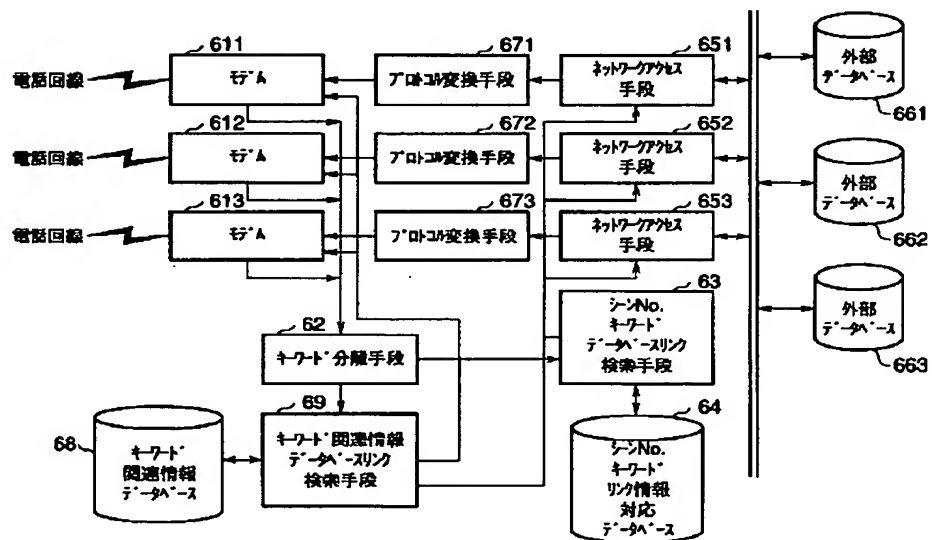 611
671
651
電話回線
モデム
プロトコル変換手段
ネットワークアクセス
手段
外部
データベース
661
612
672
652
電話回線
モデム
プロトコル変換手段
ネットワークアクセス
手段
外部
データベース
662
613
673
653
電話回線
モデム
プロトコル変換手段
ネットワークアクセス
手段
外部
データベース
663
62
キーワード分離手段
63
シーンNo.
キーワード
データベースリンク
検索手段
69
キーワード関連情報
データベースリンク
検索手段
68
キーワード
関連情報
データベース
64
シーンNo.
キーワード
リンク情報
対応
データベース